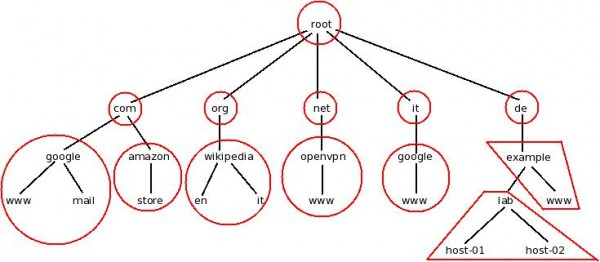 root
com org net it de
google amazon wikipedia openvpn google example
www mail store en it www www lab www
host-01 host-02